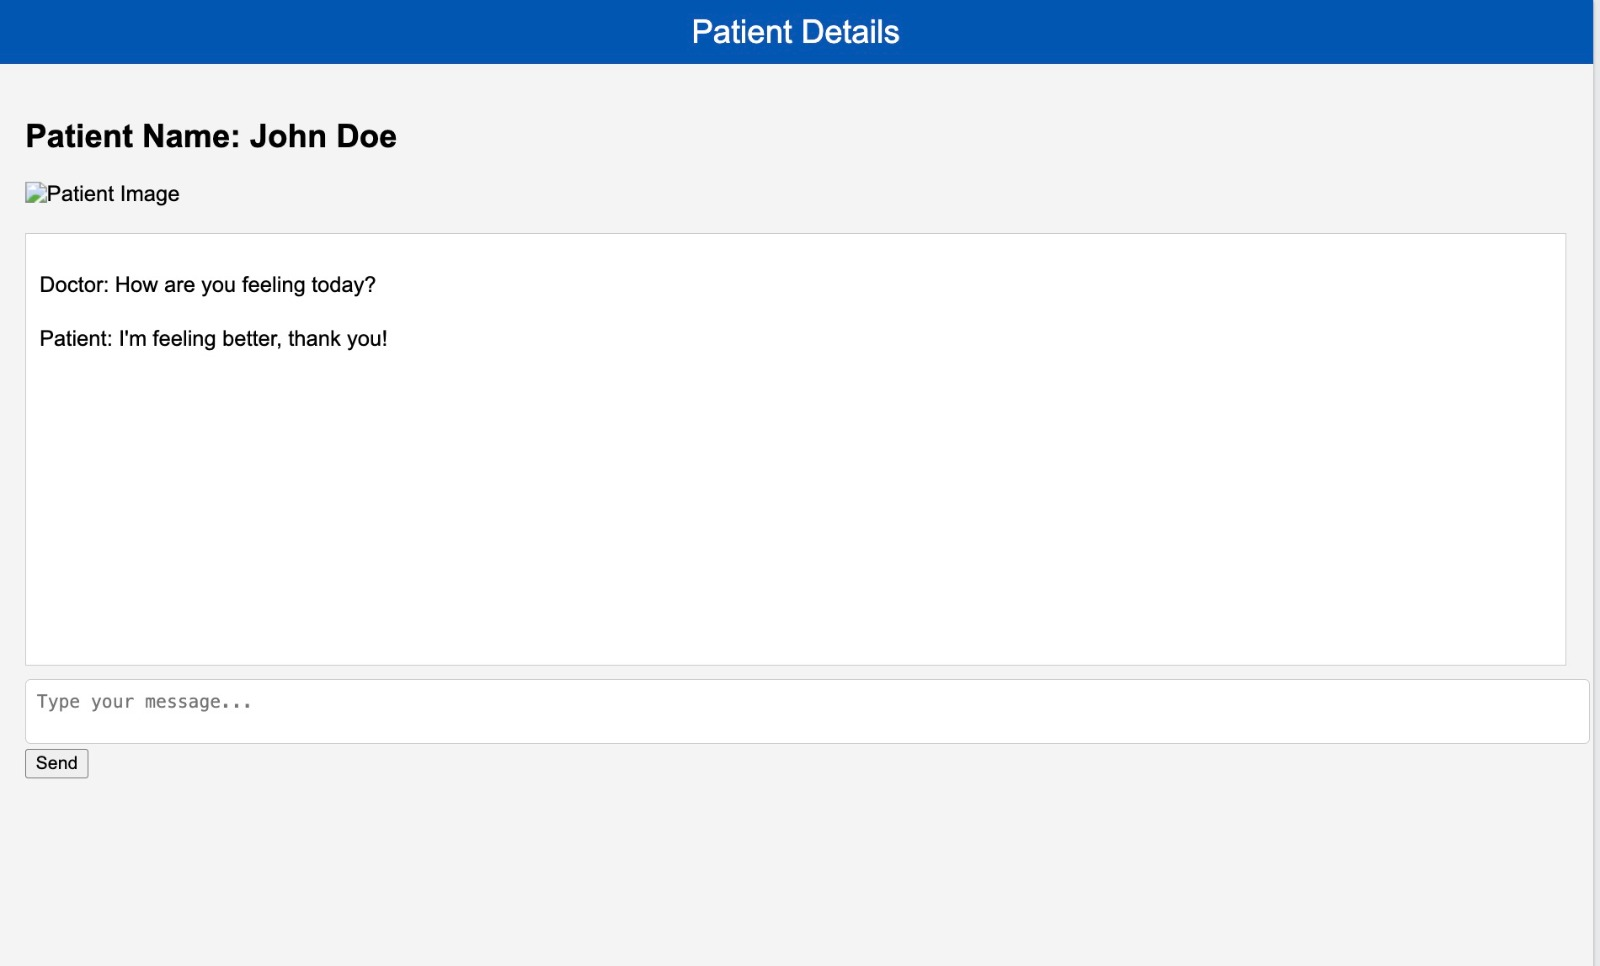 Patient Details
Patient Name: John Doe
Patient Image
Doctor: How are you feeling today?
Patient: I'm feeling better, thank you!
Type your message...
Send